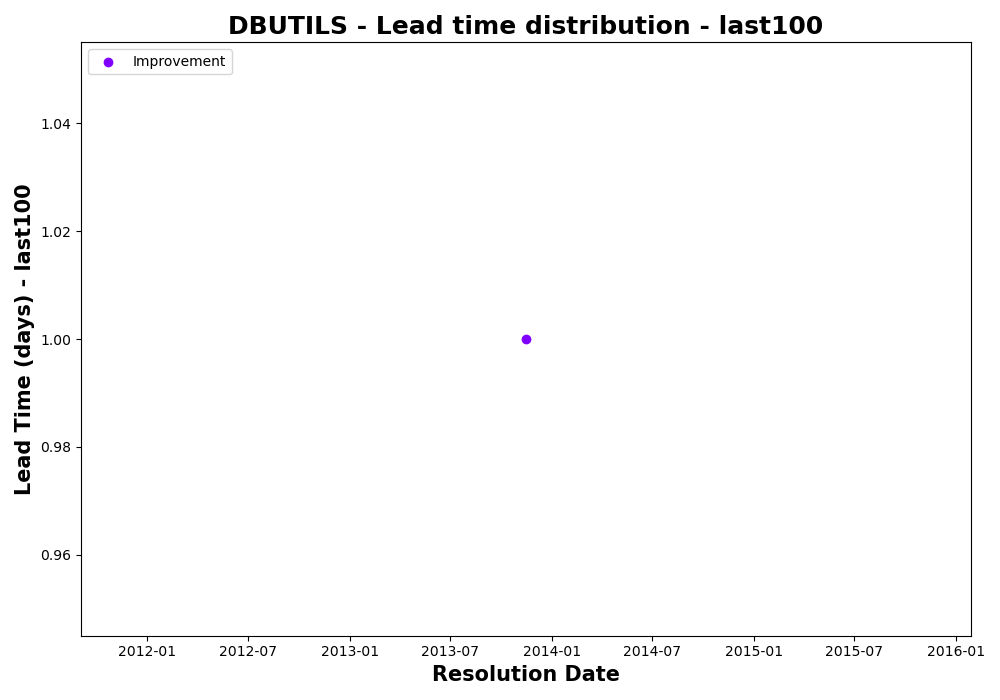 DBUTILS - Lead time distribution - last100
Improvement
1.04
1.02
1.00
0.98
0.96
Lead Time (days) - last100
2012-01 2012-07 2013-01 2013-07 2014-01 2014-07 2015-01 2015-07 2016-01
Resolution Date